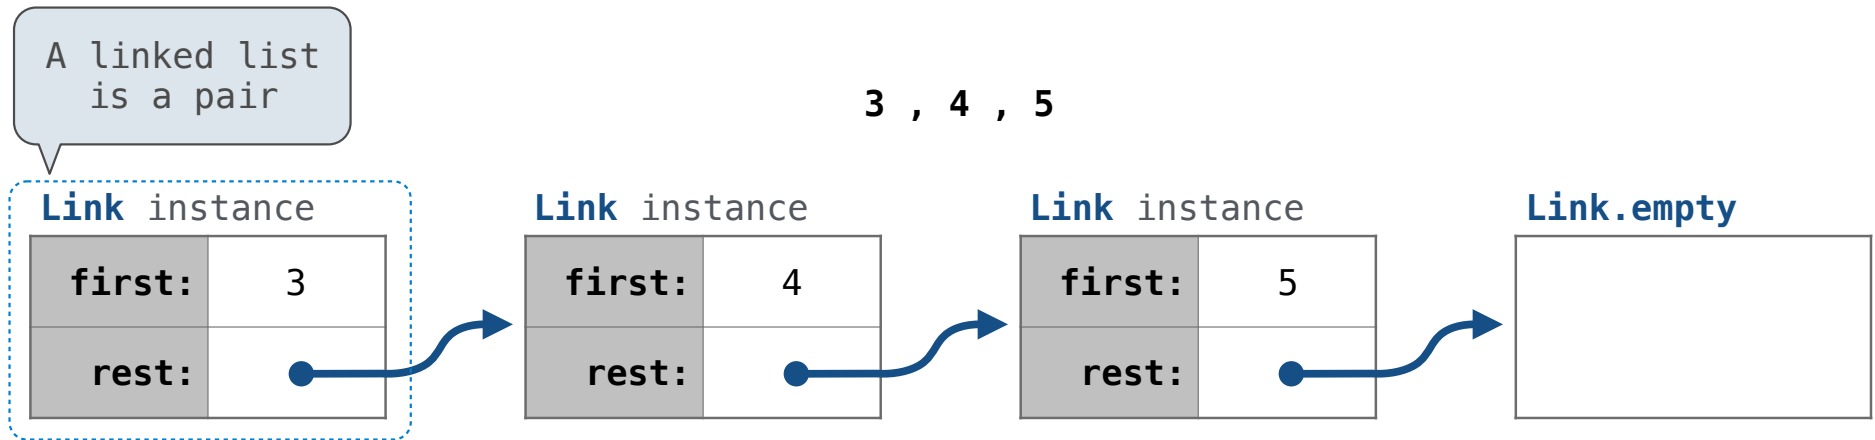 A linked list
is a pair
3 , 4 , 5
Link instance
first: 3
rest:
Link instance
first: 4
rest:
Link instance
first: 5
rest:
Link.empty